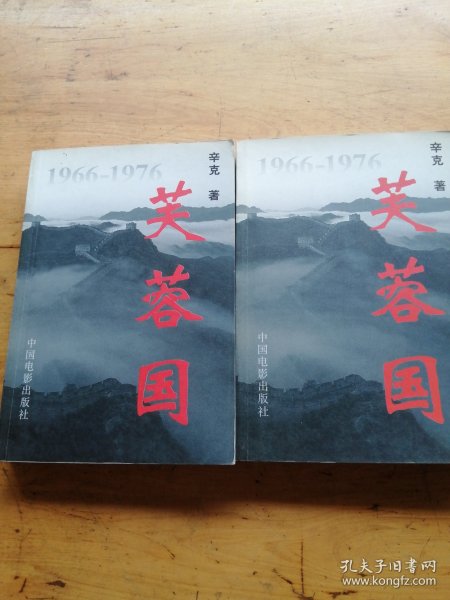 1966-1976
辛克 著
芙蓉国
中国电影出版社
1966-1976
辛克 著
芙蓉国
中国电影出版社
孔夫子旧书网
www.kongfz.com